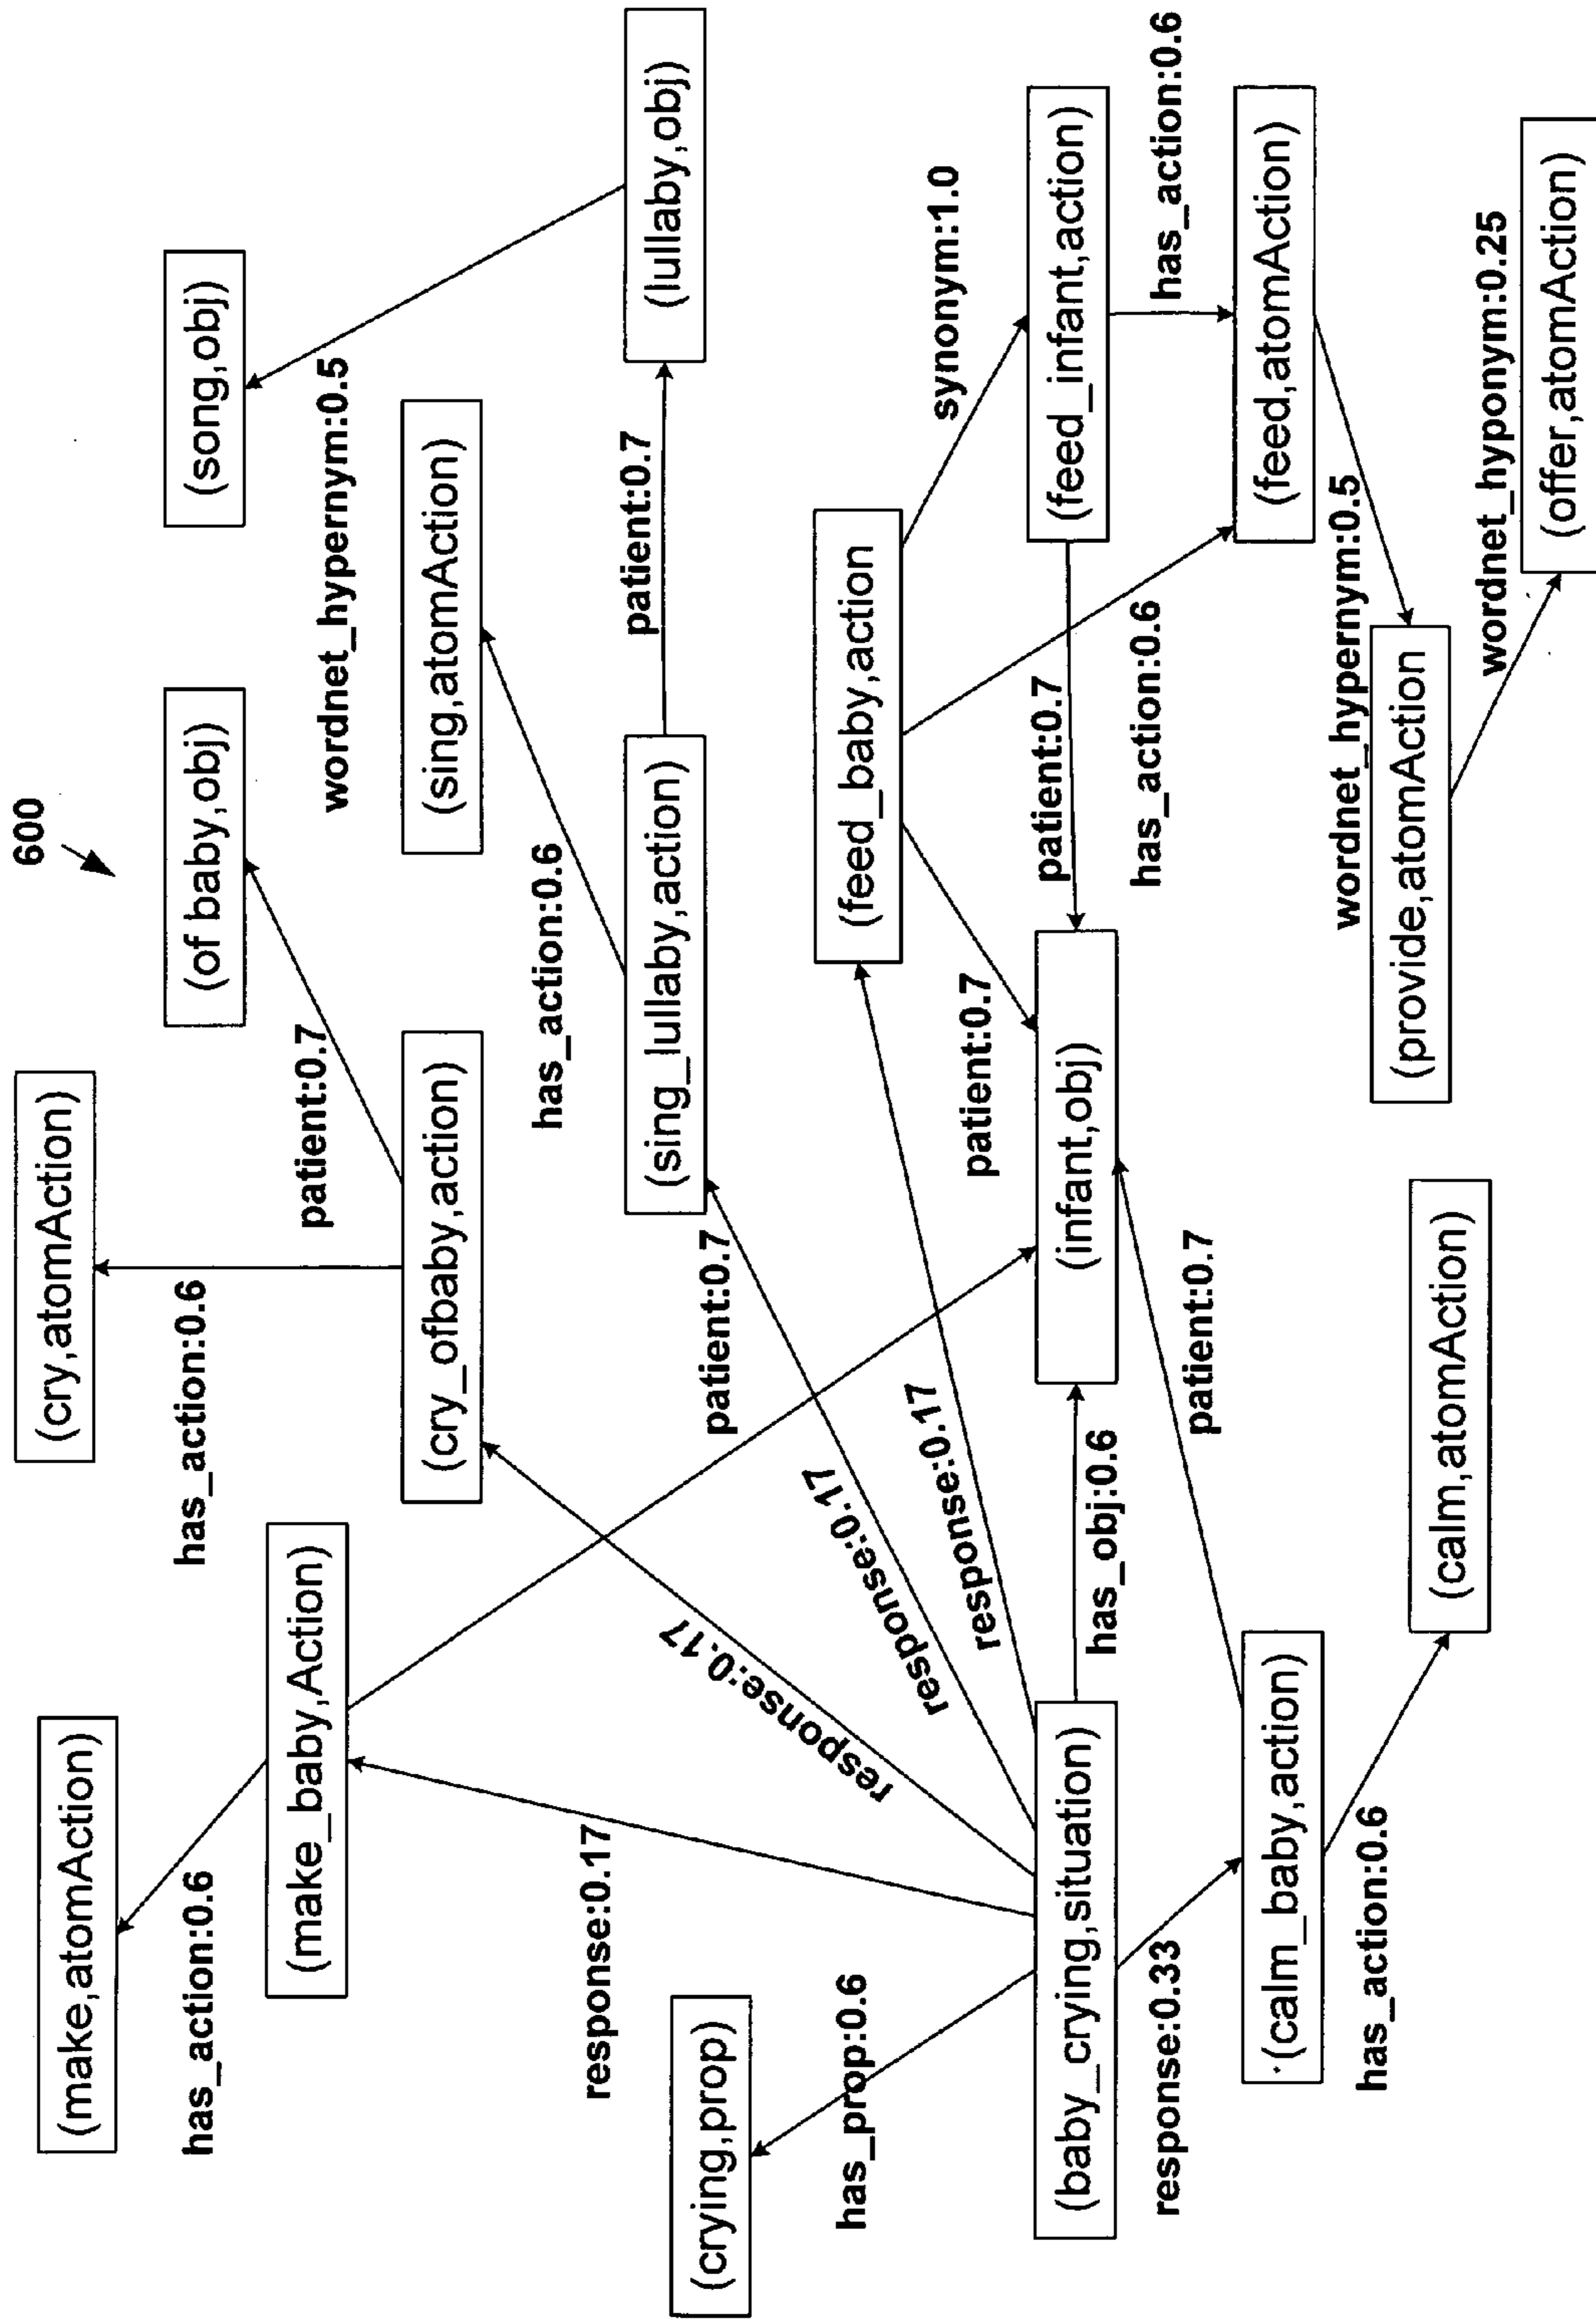 600
(make,atomAction)
(cry,atomAction)
has_action:0.6
has_action:0.6
patient:0.7
(of baby,obj)
(song,obj)
(make_baby,Action)
(cry_ofbaby,action)
wordnet_hypernym:0.5
(sing,atomAction)
has_action:0.6
response:0.17
(crying,prop)
response:0.17
patient:0.7
(sing_lullaby,action)
patient:0.7
(lullaby,obj)
has_prop:0.6
response:0.17
response:0.17
(feed_baby,action
synonym:1.0
patient:0.7
(baby_crying,situation)
has_obj:0.6
(infant,obj)
patient:0.7
(feed_infant,action)
has_action:0.6
has_action:0.6
response:0.33
patient:0.7
(calm_baby,action)
(feed,atomAction)
wordnet_hypernym:0.5
has_action:0.6
(calm,atomAction)
(provide,atomAction
wordnet_hyponym:0.25
(offer,atomAction)